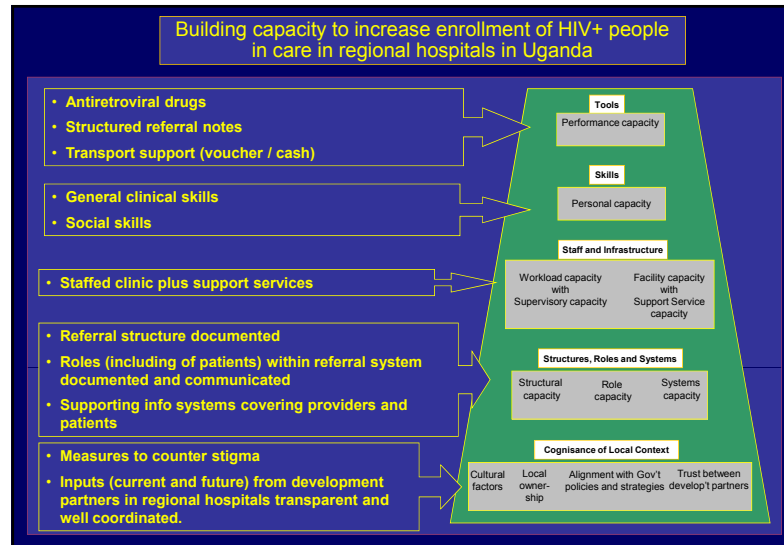 Building capacity to increase enrollment of HIV+ people
in care in regional hospitals in Uganda
• Antiretroviral drugs
• Structured referral notes
• Transport support (voucher / cash)
Tools
Performance capacity
• General clinical skills
• Social skills
Skills
Personal capacity
• Staffed clinic plus support services
Staff and Infrastructure
Workload capacity
with
Supervisory capacity
Facility capacity
with
Support Service
capacity
• Referral structure documented
• Roles (including of patients) within referral system
documented and communicated
• Supporting info systems covering providers and
patients
Structures, Roles and Systems
Structural
capacity
Role
capacity
Systems
capacity
• Measures to counter stigma
• Inputs (current and future) from development
partners in regional hospitals transparent and
well coordinated.
Cognisance of Local Context
Cultural
factors
Local
owner-
ship
Alignment with Gov't
policies and strategies
Trust between
develop't partners